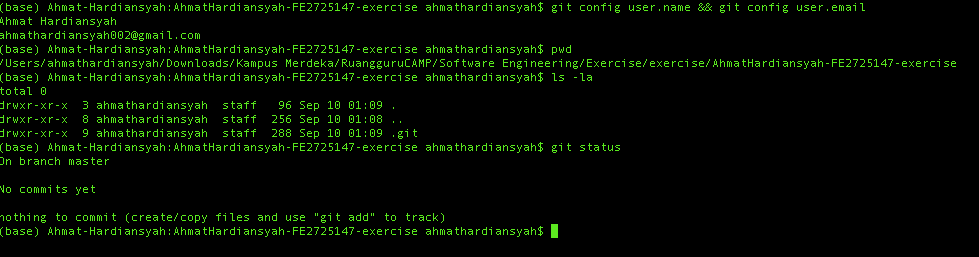 (base) Ahmat-Hardiansyah:AhmatHardiansyah-FE2725147-exercise ahmathardiansyah$ git config user.name && git config user.email
Ahmat Hardiansyah
ahmathardiansyah002@gmail.com
(base) Ahmat-Hardiansyah:AhmatHardiansyah-FE2725147-exercise ahmathardiansyah$ pwd
/Users/ahmathardiansyah/Downloads/Kampus Merdeka/RuangguruCAMP/Software Engineering/Exercise/exercise/AhmatHardiansyah-FE2725147-exercise
(base) Ahmat-Hardiansyah:AhmatHardiansyah-FE2725147-exercise ahmathardiansyah$ ls -la
total 0
drwxr-xr-x  3 ahmathardiansyah  staff   96 Sep 10 01:09 .
drwxr-xr-x  8 ahmathardiansyah  staff  256 Sep 10 01:08 ..
drwxr-xr-x  9 ahmathardiansyah  staff  288 Sep 10 01:09 .git
(base) Ahmat-Hardiansyah:AhmatHardiansyah-FE2725147-exercise ahmathardiansyah$ git status
On branch master

No commits yet

nothing to commit (create/copy files and use "git add" to track)
(base) Ahmat-Hardiansyah:AhmatHardiansyah-FE2725147-exercise ahmathardiansyah$